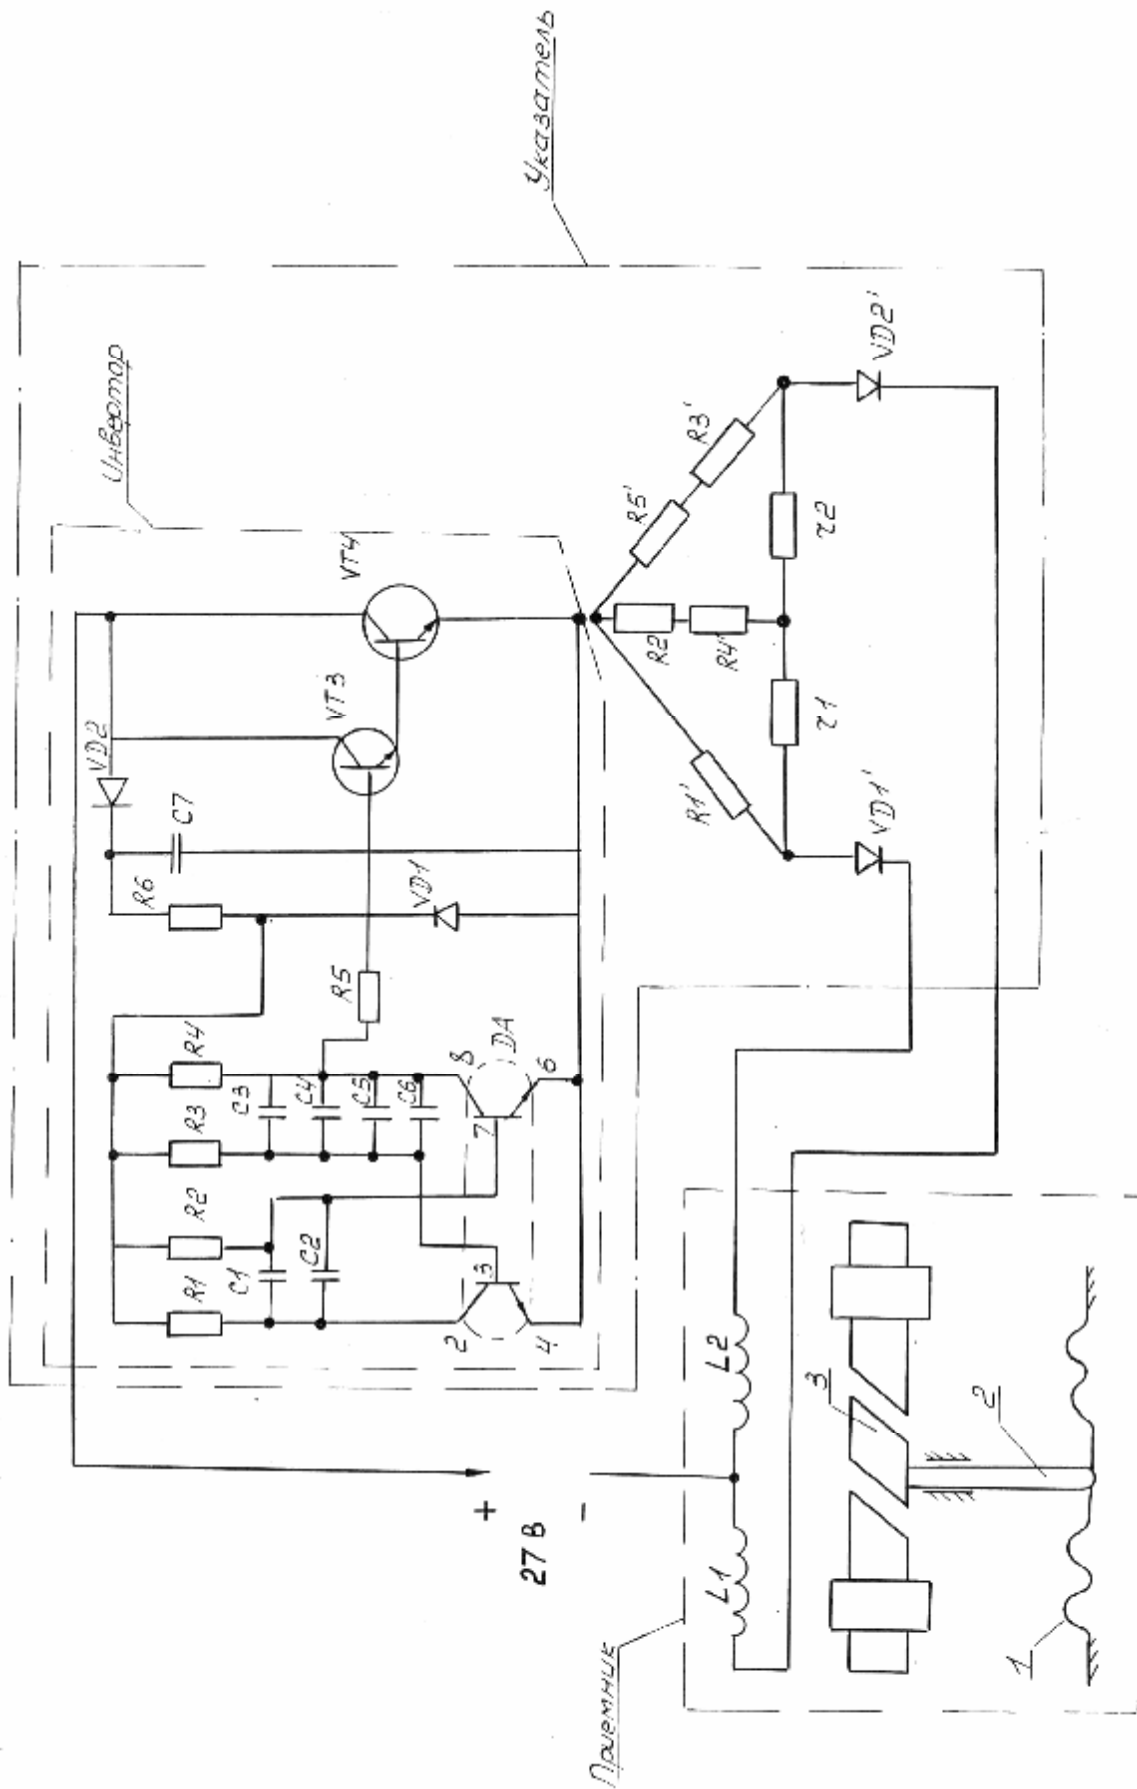 Указатель
Инвертор
VT4
VT3
VD2
C7
R6
VD1
R5
R4
R3
R2
R1
C3
C4
C5
C6
C1
C2
8
DA
7
6
2
3
4
R3'
R5'
R2
R4'
R1'
τ2
τ1
VD2'
VD1'
+
27 В
-
Приемник
L1
L2
3
2
1